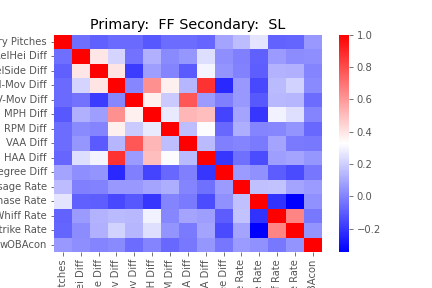 Primary: FF Secondary: SL
ry Pitches
elHei Diff
elSide Diff
-Mov Diff
V-Mov Diff
MPH Diff
RPM Diff
VAA Diff
HAA Diff
egree Diff
sage Rate
hase Rate
Whiff Rate
trike Rate
wOBAcon
itches
ei Diff
e Diff
ov Diff
ov Diff
H Diff
M Diff
A Diff
A Diff
ee Diff
e Rate
e Rate
f Rate
e Rate
BAcon
1.0
0.8
0.6
0.4
0.2
0.0
−0.2